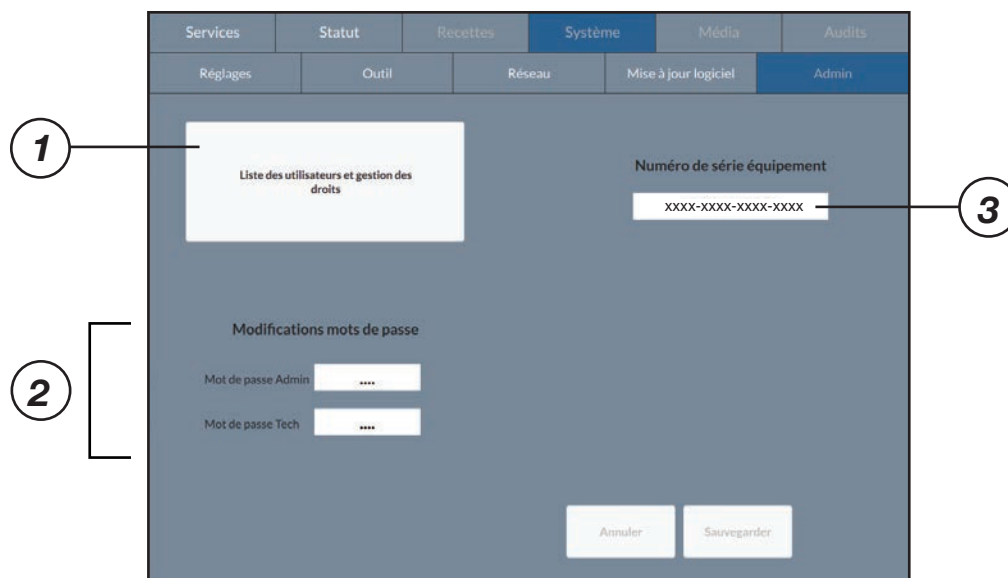 Services Statut Recettes Système Média Audits
Réglages Outil Réseau Mise à jour logiciel Admin
1
Liste des utilisateurs et gestion des
droits
Numéro de série équipement
XXXX-XXXX-XXXX-XXXX
3
2
Modifications mots de passe
Mot de passe Admin ....
Mot de passe Tech ....
Annuler Sauvegarder